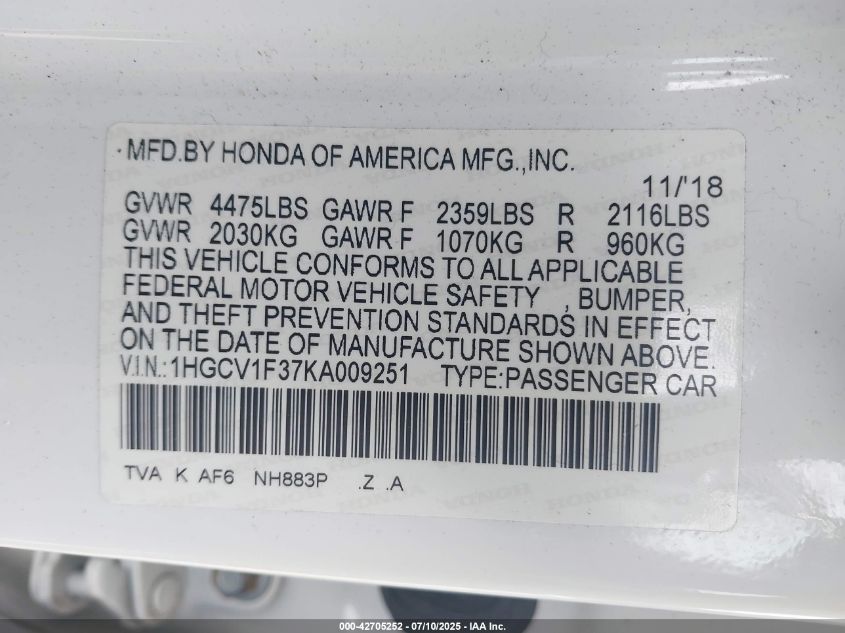 MFD.BY HONDA OF AMERICA MFG.,INC.
11/'18
GVWR 4475LBS GAWR F 2359LBS R 2116LBS
GVWR 2030KG GAWR F 1070KG R 960KG
THIS VEHICLE CONFORMS TO ALL APPLICABLE
FEDERAL MOTOR VEHICLE SAFETY , BUMPER,
AND THEFT PREVENTION STANDARDS IN EFFECT
ON THE DATE OF MANUFACTURE SHOWN ABOVE.
V.I.N.:1HGCV1F37KA009251 TYPE:PASSENGER CAR
TVA K AF6 NH883P .Z .A
000-42705252 - 07/10/2025 - IAA Inc.